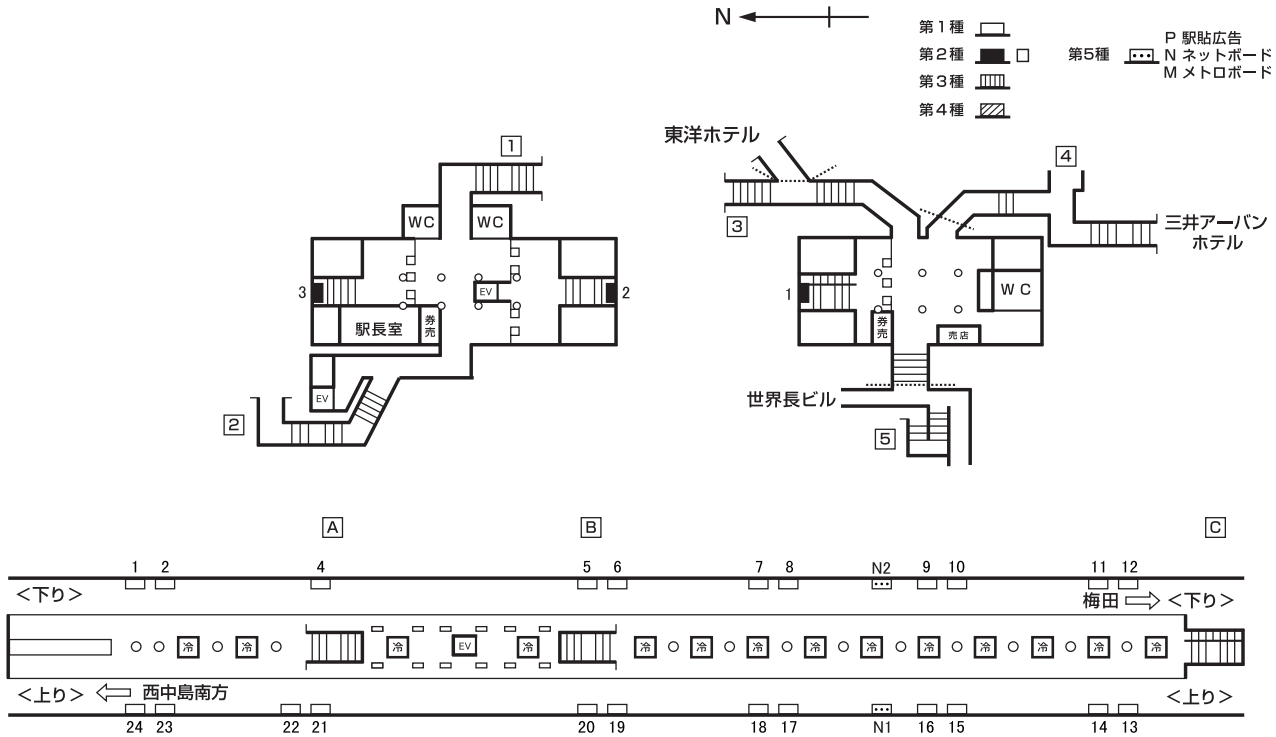 N
第1種
第2種
第3種
第4種
第5種
P 駅貼広告
N ネットボード
M メトロボード
1
WC
WC
3
EV
2
駅長室
券売
EV
2
東洋ホテル
4
3
三井アーバン
ホテル
1
WC
券売
売店
世界長ビル
5
A
B
C
1 2 4 5 6 7 8 N2 9 10 11 12
<下り>
梅田
<下り>
冷 冷 冷 EV 冷 冷 冷 冷 冷 冷 冷 冷 冷 冷 冷
<上り>
西中島南方
<上り>
24 23 22 21 20 19 18 17 N1 16 15 14 13